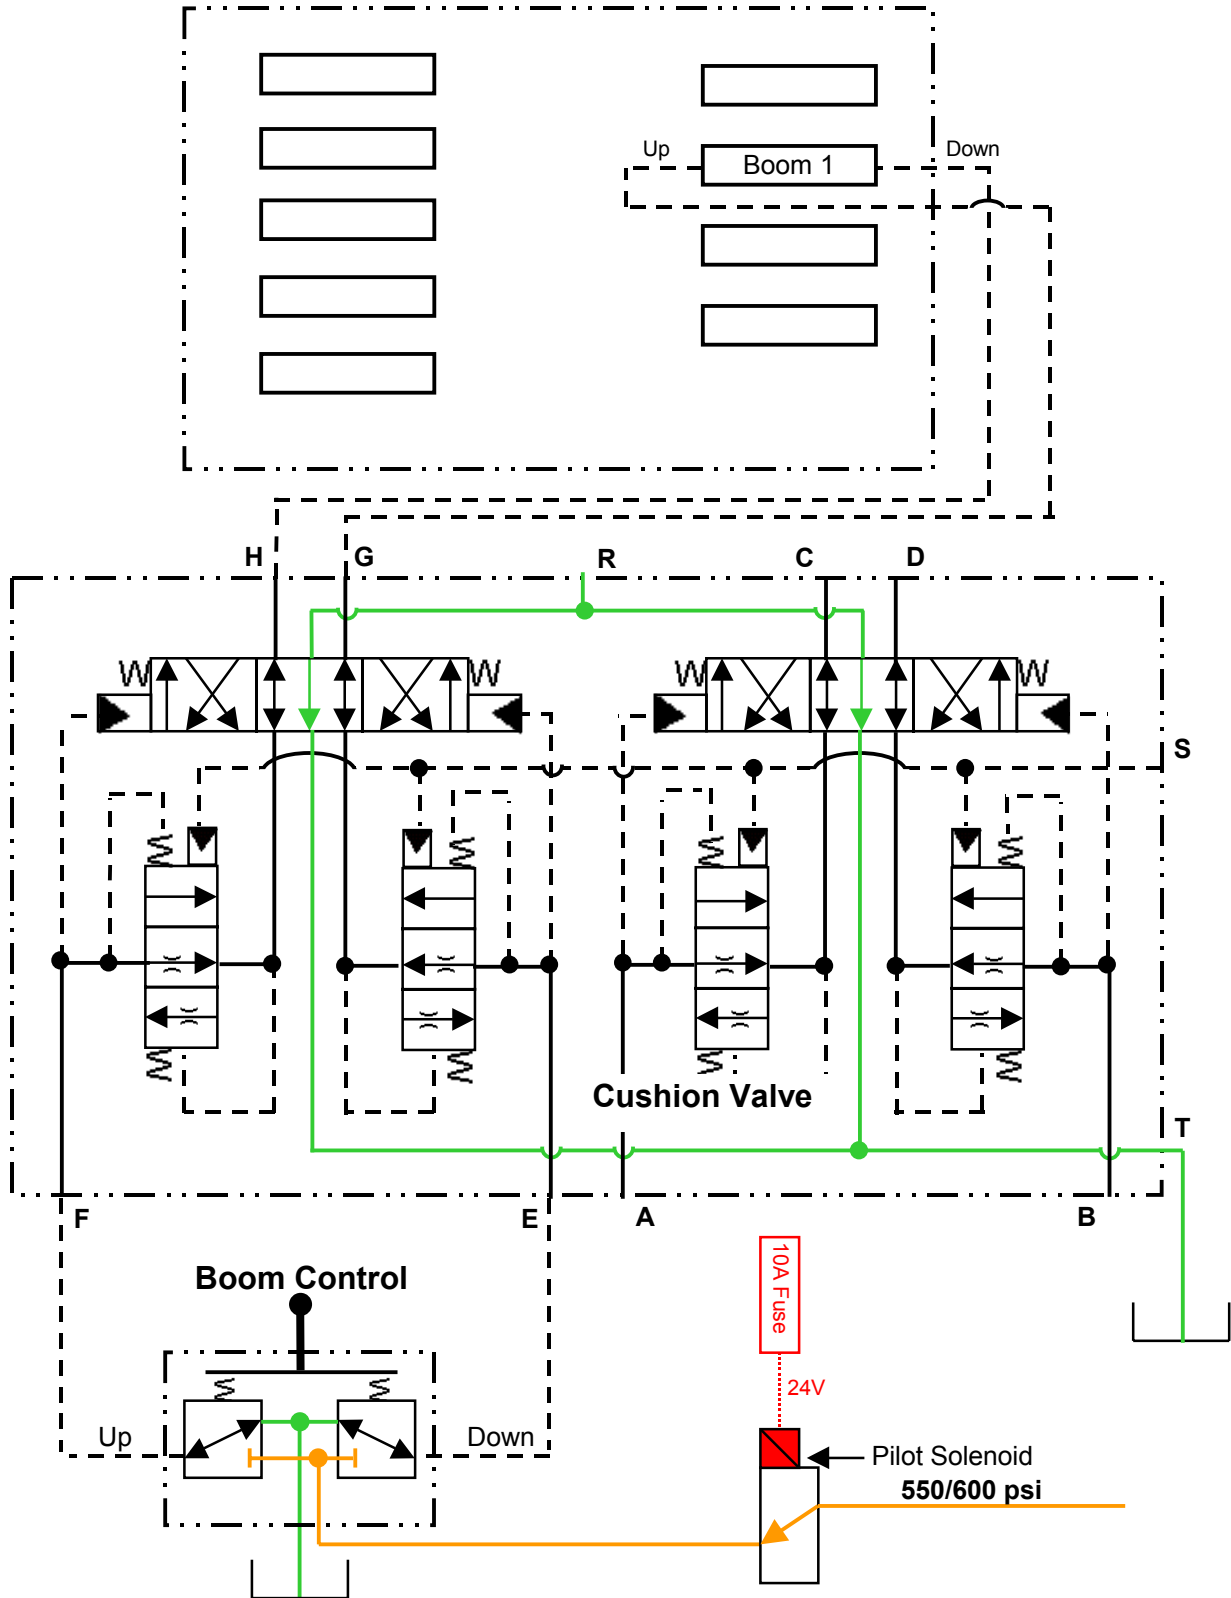 Up
Boom 1
Down
H
G
R
C
D
S
Cushion Valve
T
F
E
A
B
Boom Control
10A Fuse
24V
Up
Down
Pilot Solenoid
550/600 psi